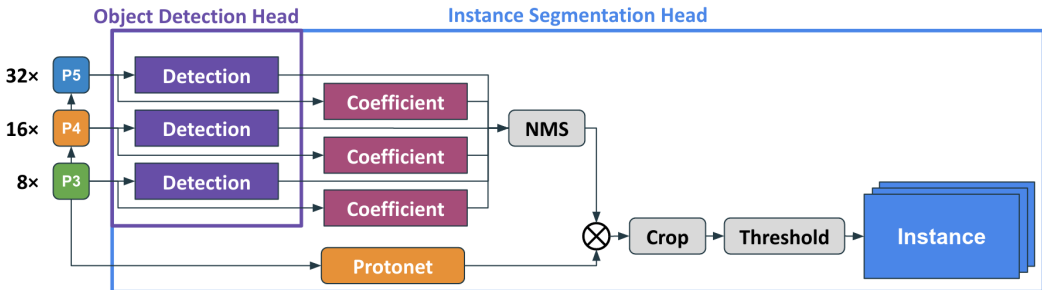 Object Detection Head
Instance Segmentation Head
32×
P5
Detection
Coefficient
16×
P4
Detection
NMS
Coefficient
8×
P3
Detection
Coefficient
Crop
Threshold
Instance
Protonet